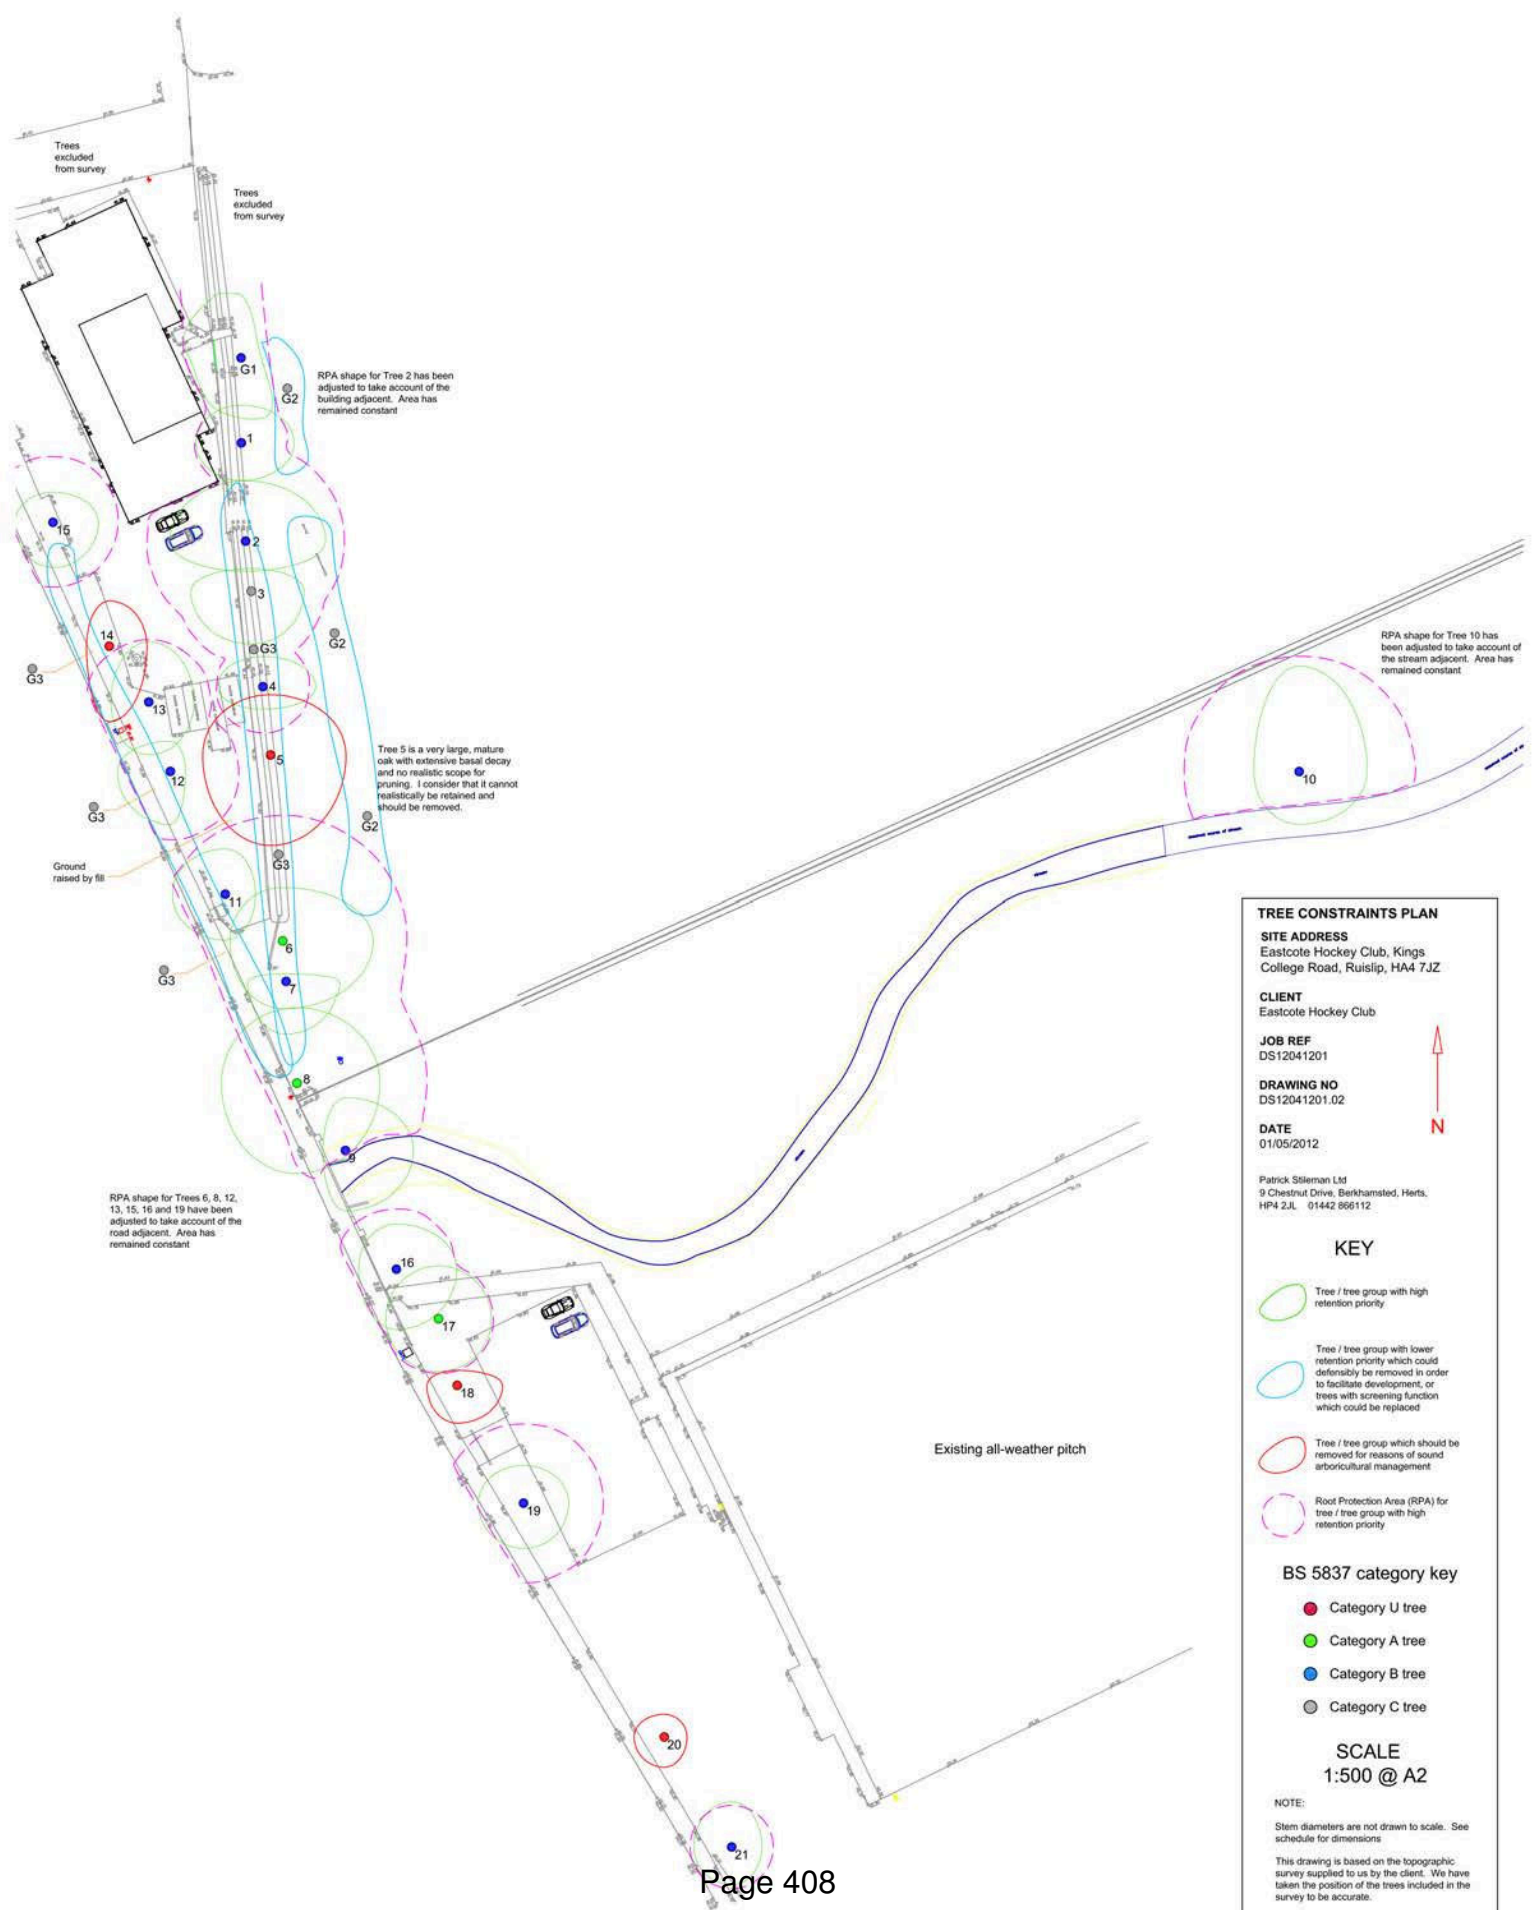 Trees
excluded
from survey
Trees
excluded
from survey
G1
RPA shape for Tree 2 has been
adjusted to take account of the
building adjacent. Area has
remained constant
G2
1
15
2
3
14
G3
G2
G3
4
13
RPA shape for Tree 10 has
been adjusted to take account of
the stream adjacent. Area has
remained constant
5
Tree 5 is a very large, mature
oak with extensive basal decay
and no realistic scope for
pruning. I consider that it cannot
realistically be retained and
should be removed.
12
10
G3
G2
G3
Ground
raised by fill
11
6
G3
7
8
9
RPA shape for Trees 6, 8, 12,
13, 15, 16 and 19 have been
adjusted to take account of the
road adjacent. Area has
remained constant
16
17
18
Existing all-weather pitch
19
20
21
TREE CONSTRAINTS PLAN
SITE ADDRESS
Eastcote Hockey Club, Kings
College Road, Ruislip, HA4 7JZ
CLIENT
Eastcote Hockey Club
JOB REF
DS12041201
DRAWING NO
DS12041201.02
DATE
01/05/2012
N
Patrick Stileman Ltd
9 Chestnut Drive, Berkhamsted, Herts,
HP4 2JL 01442 866112
KEY
Tree / tree group with high
retention priority
Tree / tree group with lower
retention priority which could
defensibly be removed in order
to facilitate development, or
trees with screening function
which could be replaced
Tree / tree group which should be
removed for reasons of sound
arboricultural management
Root Protection Area (RPA) for
tree / tree group with high
retention priority
BS 5837 category key
Category U tree
Category A tree
Category B tree
Category C tree
SCALE
1:500 @ A2
NOTE:
Stem diameters are not drawn to scale. See
schedule for dimensions
This drawing is based on the topographic
survey supplied to us by the client. We have
taken the position of the trees included in the
survey to be accurate.
Page 408